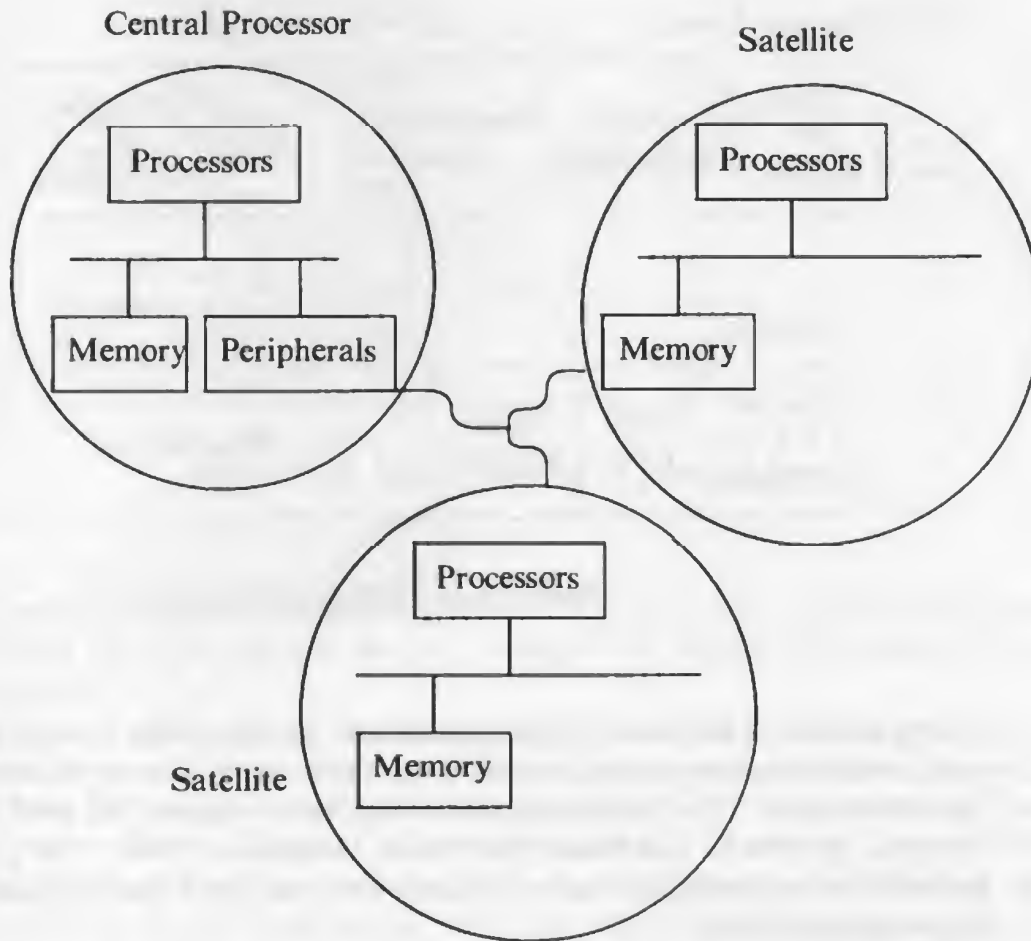 Central Processor
Satellite
Processors
Processors
Memory
Peripherals
Memory
Processors
Satellite
Memory